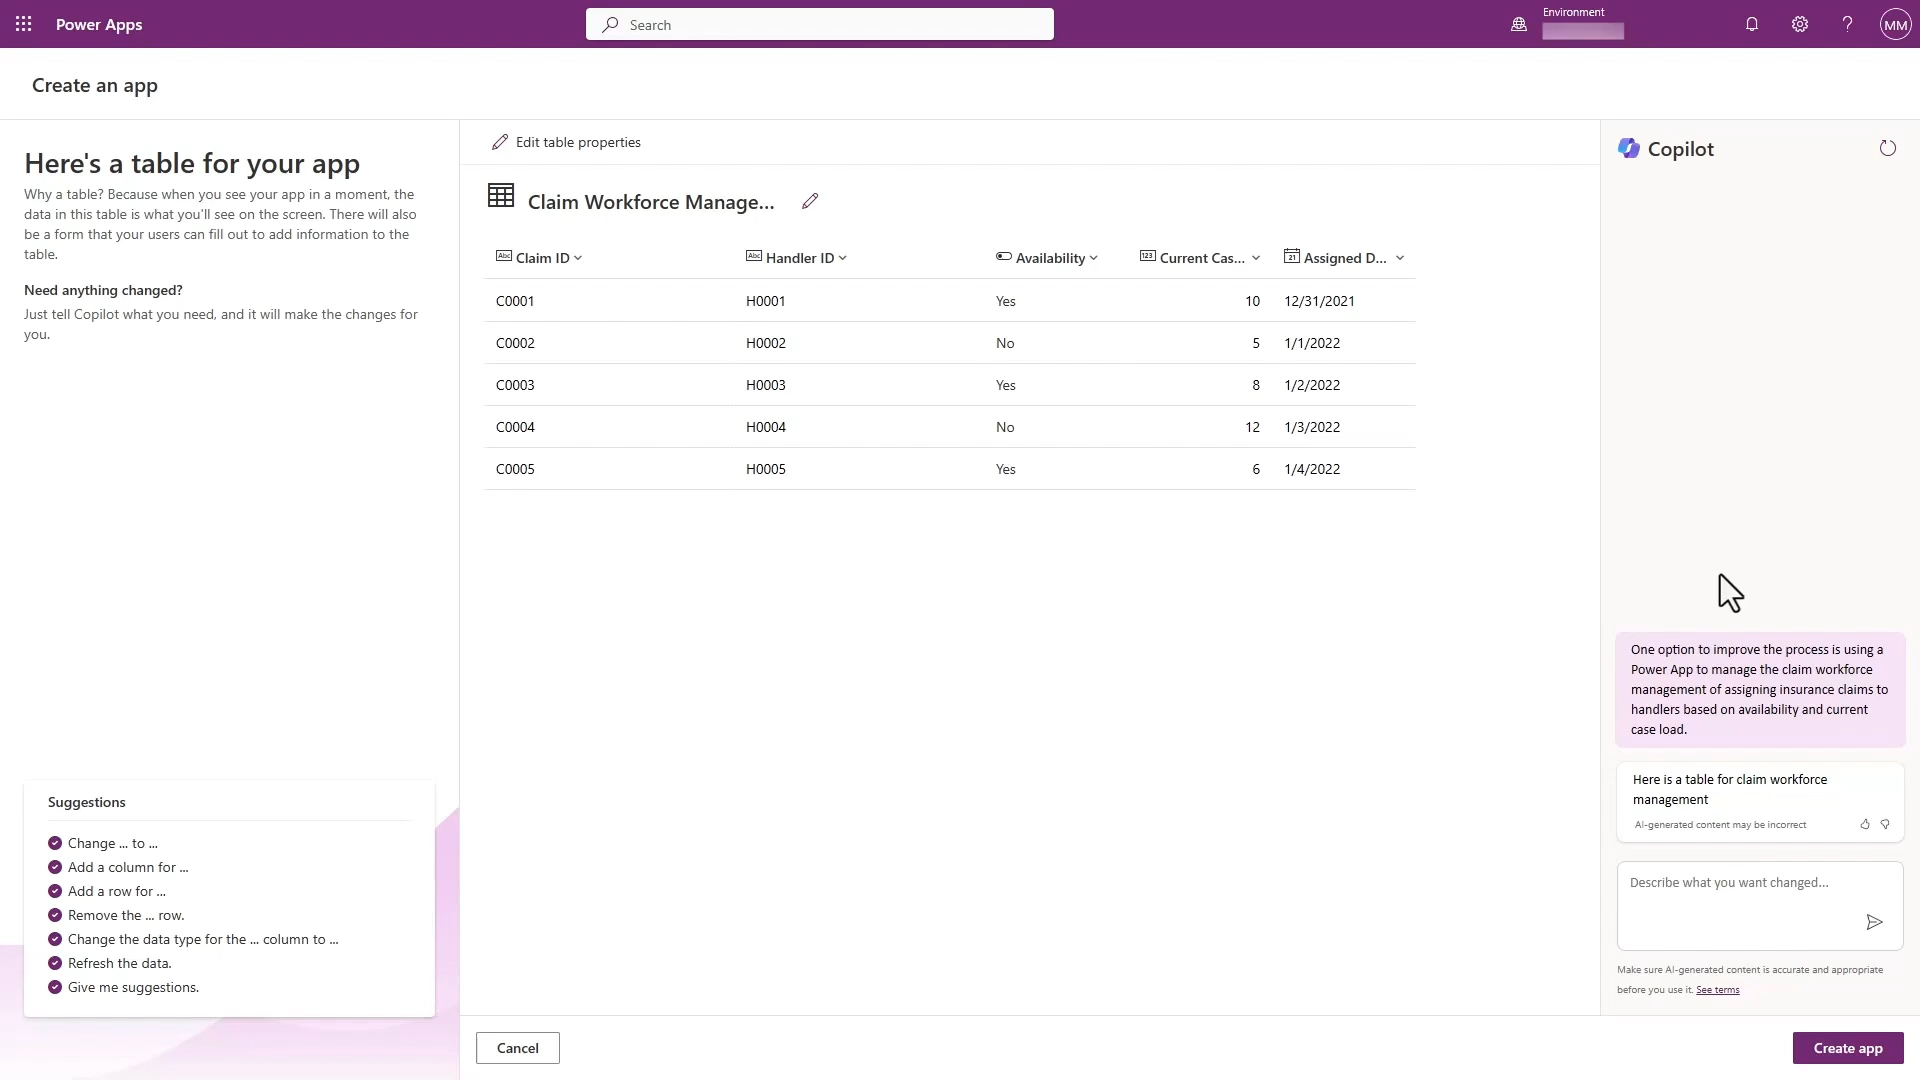 Power Apps
Search
Environment
MM
Create an app
Here's a table for your app
Why a table? Because when you see your app in a moment, the
data in this table is what you'll see on the screen. There will also
be a form that your users can fill out to add information to the
table.
Need anything changed?
Just tell Copilot what you need, and it will make the changes for
you.
Suggestions
Change ... to ...
Add a column for ...
Add a row for ...
Remove the ... row.
Change the data type for the ... column to ...
Refresh the data.
Give me suggestions.
Edit table properties
Claim Workforce Manage...
Abc Claim ID Abc Handler ID Availability 123 Current Cas... 21 Assigned D...
C0001 H0001 Yes 10 12/31/2021
C0002 H0002 No 5 1/1/2022
C0003 H0003 Yes 8 1/2/2022
C0004 H0004 No 12 1/3/2022
C0005 H0005 Yes 6 1/4/2022
Cancel
Copilot
One option to improve the process is using a
Power App to manage the claim workforce
management of assigning insurance claims to
handlers based on availability and current
case load.
Here is a table for claim workforce
management
AI-generated content may be incorrect
Describe what you want changed...
Make sure AI-generated content is accurate and appropriate
before you use it. See terms
Create app